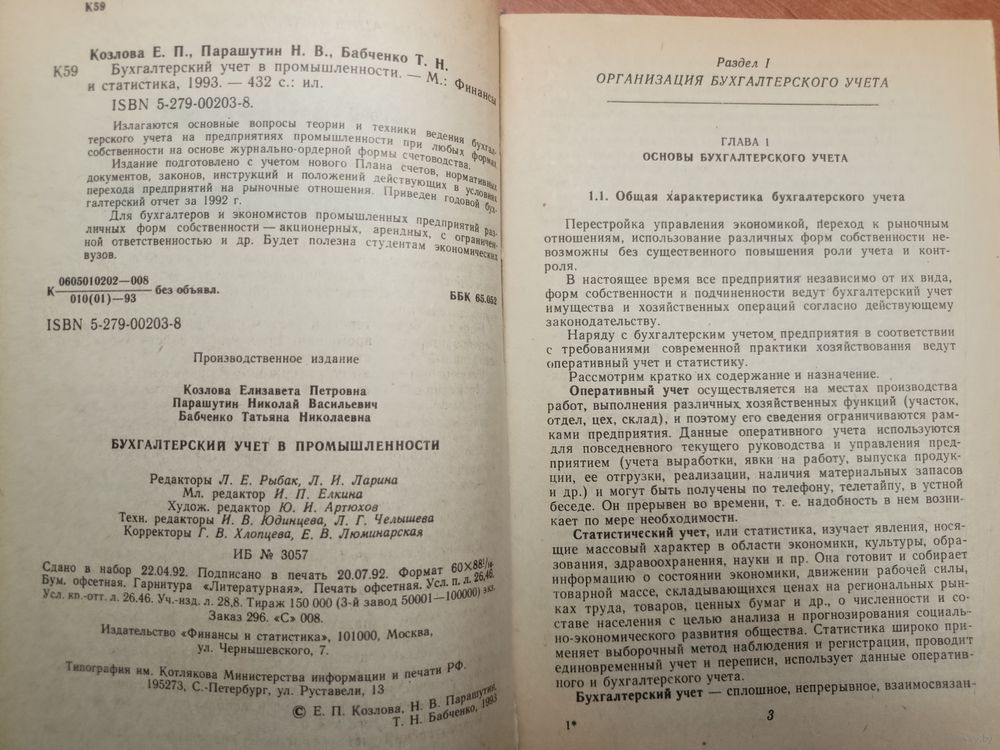 К59
Козлова Е. П., Парашутин Н. В., Бабченко Т. Н.
К59 Бухгалтерский учет в промышленности. — М.: Финансы
и статистика, 1993. — 432 с.: ил.
ISBN 5-279-00203-8.
Излагаются основные вопросы теории и техники ведения бухгал-
терского учета на предприятиях промышленности при любых формах
собственности на основе журнально-ордерной формы счетоводства.
Издание подготовлено с учетом нового Плана счетов, нормативных
документов, законов, инструкций и положений действующих в условиях
перехода предприятий на рыночные отношения. Приведен годовой бух-
галтерский отчет за 1992 г.
Для бухгалтеров и экономистов промышленных предприятий раз-
личных форм собственности — акционерных, арендных, с ограничен-
ной ответственностью и др. Будет полезна студентам экономических
вузов.
К 0605010202—008
010(01)—93 без объявл.
ББК 65.052
ISBN 5-279-00203-8
Производственное издание
Козлова Елизавета Петровна
Парашутин Николай Васильевич
Бабченко Татьяна Николаевна
БУХГАЛТЕРСКИЙ УЧЕТ В ПРОМЫШЛЕННОСТИ
Редакторы Л. Е. Рыбак, Л. И. Ларина
Мл. редактор И. П. Елкина
Худож. редактор Ю. И. Артюхов
Техн. редакторы И. В. Юдинцева, Л. Г. Челышева
Корректоры Г. В. Хлопцева, Е. В. Люминарская
ИБ № 3057
Сдано в набор 22.04.92. Подписано в печать 20.07.92. Формат 60×88¹/₁₆.
Бум. офсетная. Гарнитура «Литературная». Печать офсетная. Усл. п. л. 26,46.
Усл. кр.-отт. л. 26.46. Уч.-изд. л. 28,8. Тираж 150 000 (3-й завод 50001—100000) экз.
Заказ 296. «С» 008.
Издательство «Финансы и статистика», 101000, Москва,
ул. Чернышевского, 7.
Типография им. Котлякова Министерства информации и печати РФ.
195273, С.-Петербург, ул. Руставели, 13
© Е. П. Козлова, Н. В. Парашутин,
Т. Н. Бабченко, 1993
Раздел I
ОРГАНИЗАЦИЯ БУХГАЛТЕРСКОГО УЧЕТА
ГЛАВА 1
ОСНОВЫ БУХГАЛТЕРСКОГО УЧЕТА
1.1. Общая характеристика бухгалтерского учета
Перестройка управления экономикой, переход к рыночным
отношениям, использование различных форм собственности не-
возможны без существенного повышения роли учета и конт-
роля.
В настоящее время все предприятия независимо от их вида,
форм собственности и подчиненности ведут бухгалтерский учет
имущества и хозяйственных операций согласно действующему
законодательству.
Наряду с бухгалтерским учетом предприятия в соответствии
с требованиями современной практики хозяйствования ведут
оперативный учет и статистику.
Рассмотрим кратко их содержание и назначение.
Оперативный учет осуществляется на местах производства
работ, выполнения различных хозяйственных функций (участок,
отдел, цех, склад), и поэтому его сведения ограничиваются рам-
ками предприятия. Данные оперативного учета используются
для повседневного текущего руководства и управления пред-
приятием (учета выработки, явки на работу, выпуска продук-
ции, ее отгрузки, реализации, наличия материальных запасов
и др.) и могут быть получены по телефону, телетайпу, в устной
беседе. Он прерывен во времени, т. е. надобность в нем возни-
кает по мере необходимости.
Статистический учет, или статистика, изучает явления, нося-
щие массовый характер в области экономики, культуры, обра-
зования, здравоохранения, науки и пр. Она готовит и собирает
информацию о состоянии экономики, движении рабочей силы,
товарной массе, складывающихся ценах на региональных рын-
ках труда, товаров, ценных бумаг и др., о численности и со-
ставе населения с целью анализа и прогнозирования социаль-
но-экономического развития общества. Статистика широко при-
меняет выборочный метод наблюдения и регистрации, проводит
единовременный учет и переписи, использует данные оператив-
ного и бухгалтерского учета.
Бухгалтерский учет — сплошное, непрерывное, взаимосвязан-
1*
3